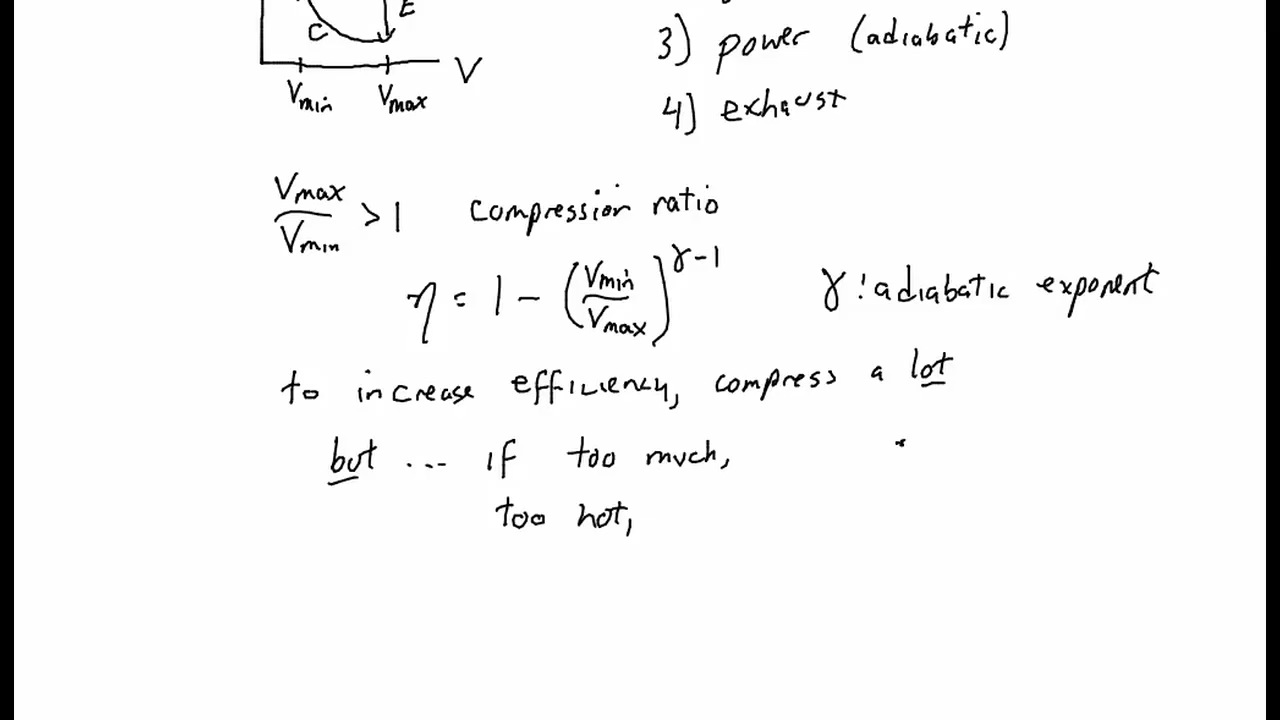 C E
V
Vmin Vmax
3) power (adiabatic)
4) exhaust
Vmax/Vmin > 1 compression ratio
η = 1 - (Vmin/Vmax)^γ-1 γ: adiabatic exponent
to increase efficiency, compress a lot
but ... if too much,
too hot,